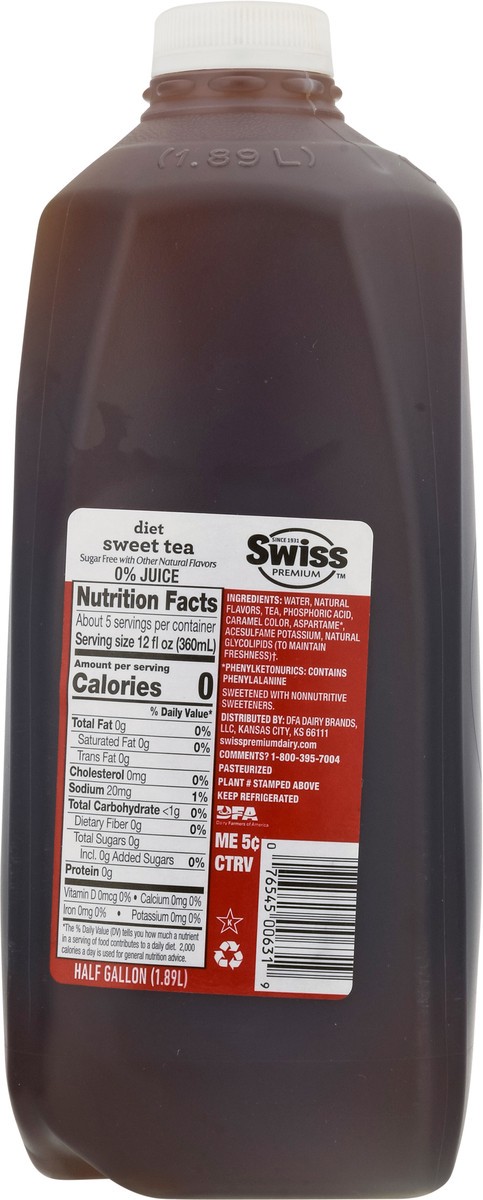 (1.89 L)
diet
sweet tea
Sugar Free with Other Natural Flavors
0% JUICE
SINCE 1931
Swiss
PREMIUM ™
Nutrition Facts
About 5 servings per container
Serving size 12 fl oz (360mL)
Amount per serving
Calories 0
% Daily Value*
Total Fat 0g 0%
Saturated Fat 0g 0%
Trans Fat 0g
Cholesterol 0mg 0%
Sodium 20mg 1%
Total Carbohydrate <1g 0%
Dietary Fiber 0g 0%
Total Sugars 0g
Incl. 0g Added Sugars 0%
Protein 0g
Vitamin D 0mcg 0% • Calcium 0mg 0%
Iron 0mg 0% • Potassium 0mg 0%
*The % Daily Value (DV) tells you how much a nutrient
in a serving of food contributes to a daily diet. 2,000
calories a day is used for general nutrition advice.
HALF GALLON (1.89L)
INGREDIENTS: WATER, NATURAL
FLAVORS, TEA, PHOSPHORIC ACID,
CARAMEL COLOR, ASPARTAME*,
ACESULFAME POTASSIUM, NATURAL
GLYCOLIPIDS (TO MAINTAIN
FRESHNESS)†.
*PHENYLKETONURICS: CONTAINS
PHENYLALANINE
SWEETENED WITH NONNUTRITIVE
SWEETENERS.
DISTRIBUTED BY: DFA DAIRY BRANDS,
LLC, KANSAS CITY, KS 66111
swisspremiumdairy.com
COMMENTS? 1-800-395-7004
PASTEURIZED
PLANT # STAMPED ABOVE
KEEP REFRIGERATED
DFA
Dairy Farmers of America
ME 5¢
CTRV
K
0 76545 00631 9